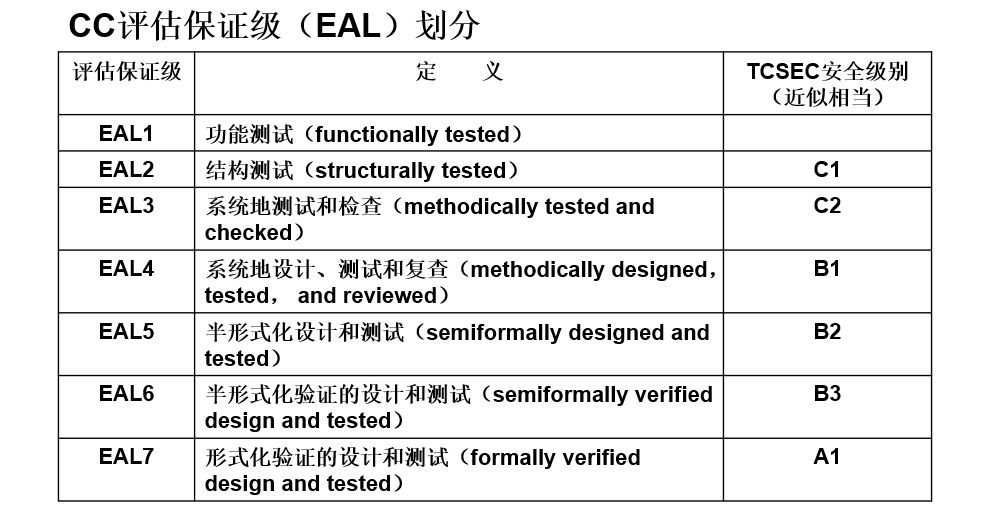 CC评估保证级（EAL）划分
评估保证级 定 义 TCSEC安全级别
（近似相当）
EAL1 功能测试（functionally tested）
EAL2 结构测试（structurally tested） C1
EAL3 系统地测试和检查（methodically tested and C2
checked）
EAL4 系统地设计、测试和复查（methodically designed， B1
tested， and reviewed）
EAL5 半形式化设计和测试（semiformally designed and B2
tested）
EAL6 半形式化验证的设计和测试（semiformally verified B3
design and tested）
EAL7 形式化验证的设计和测试（formally verified A1
design and tested）